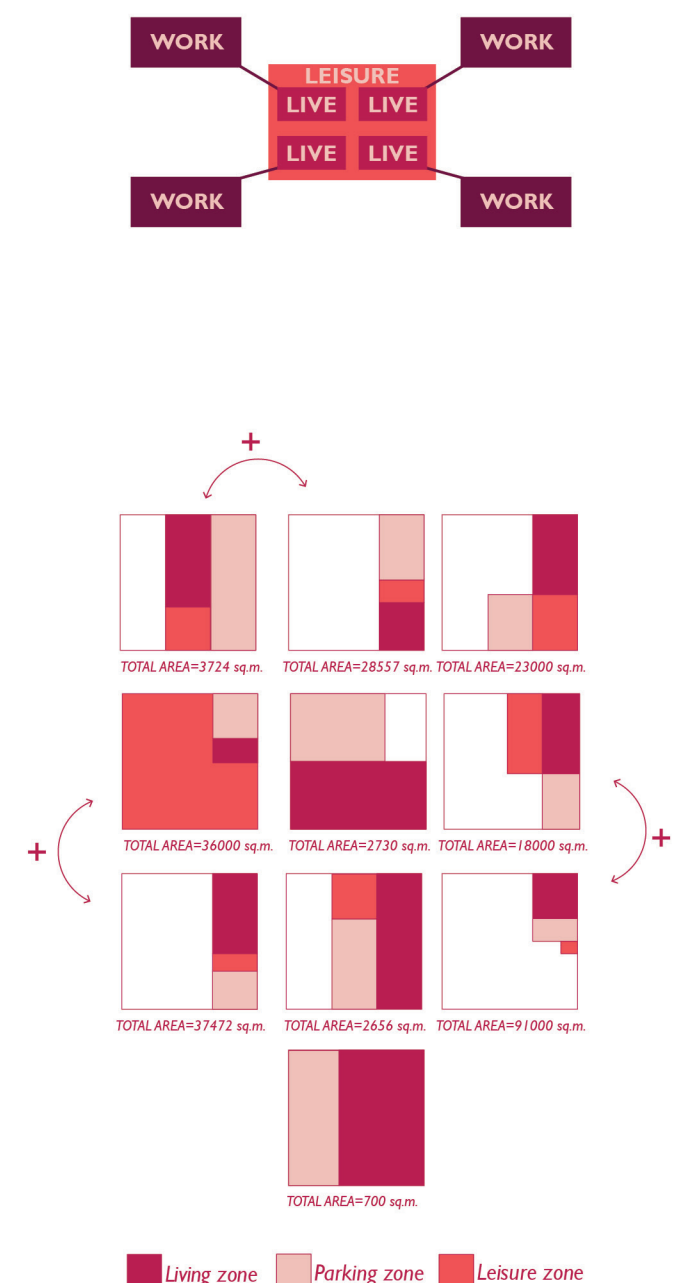 WORK WORK
LEISURE
LIVE LIVE
LIVE LIVE
WORK WORK
+
TOTAL AREA=3724 sq.m. TOTAL AREA=28557 sq.m. TOTAL AREA=23000 sq.m.
TOTAL AREA=36000 sq.m. TOTAL AREA=2730 sq.m. TOTAL AREA=18000 sq.m.
+ +
TOTAL AREA=37472 sq.m. TOTAL AREA=2656 sq.m. TOTAL AREA=91000 sq.m.
TOTAL AREA=700 sq.m.
Living zone Parking zone Leisure zone